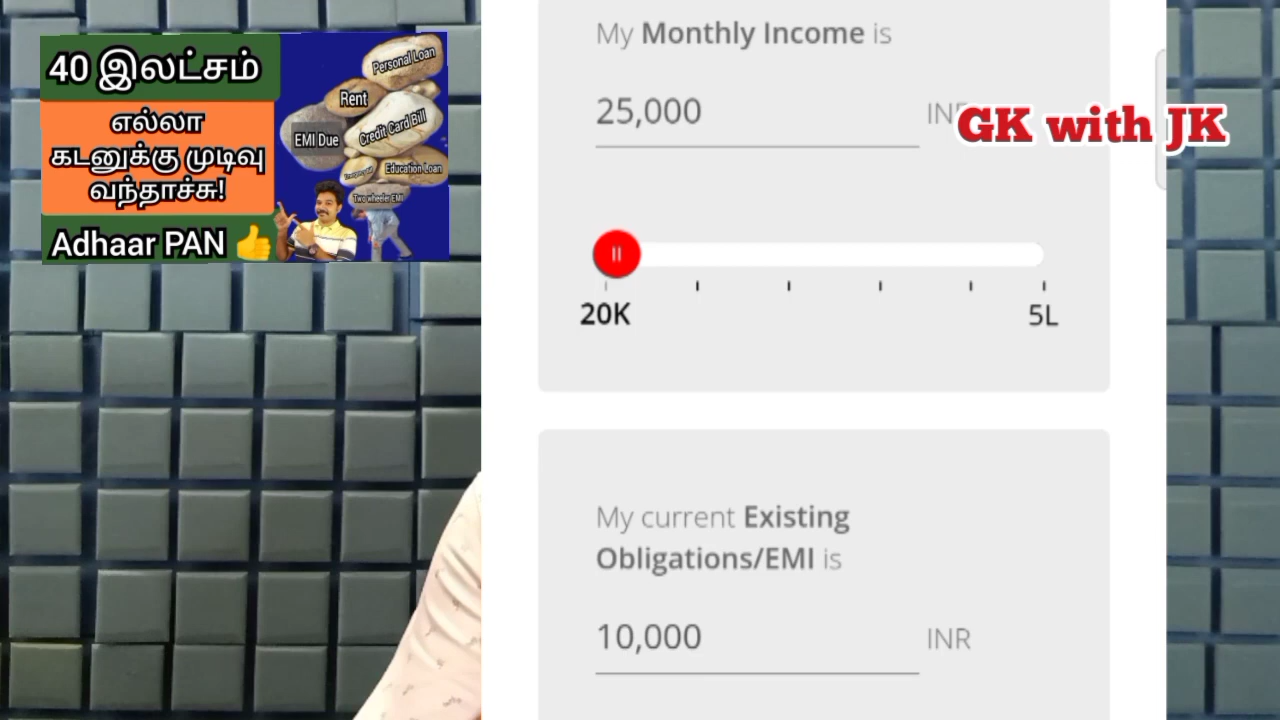 40 இலட்சம்
எல்லா
கடனுக்கு முடிவு
வந்தாச்சு!
Adhaar PAN 👍
Personal Loan
Rent
EMI Due
Credit Card Bill
Education Loan
Two wheeler EMI
My Monthly Income is
25,000
GK with JK
20K
5L
My current Existing
Obligations/EMI is
10,000 INR